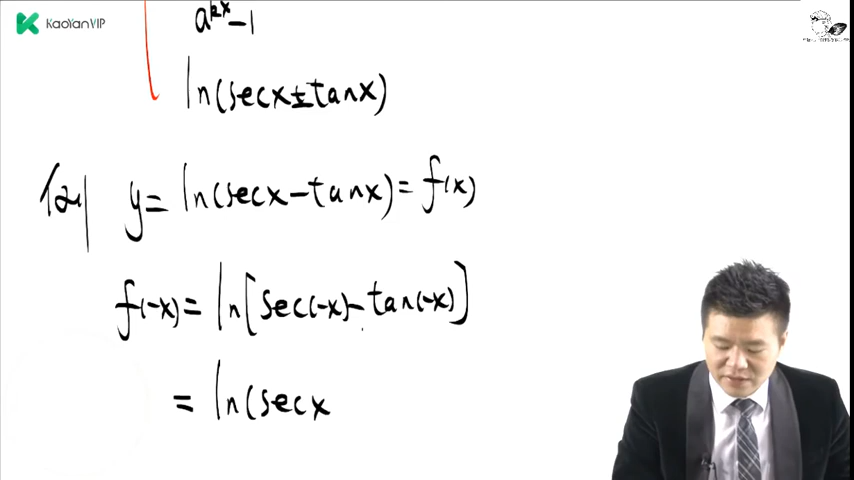 KaoYanVIP
a^{kx}-1
ln(secx±tanx)
例 y=ln(secx-tanx)=f(x)
f(-x)=ln[sec(-x)-tan(-x)]
=ln(secx